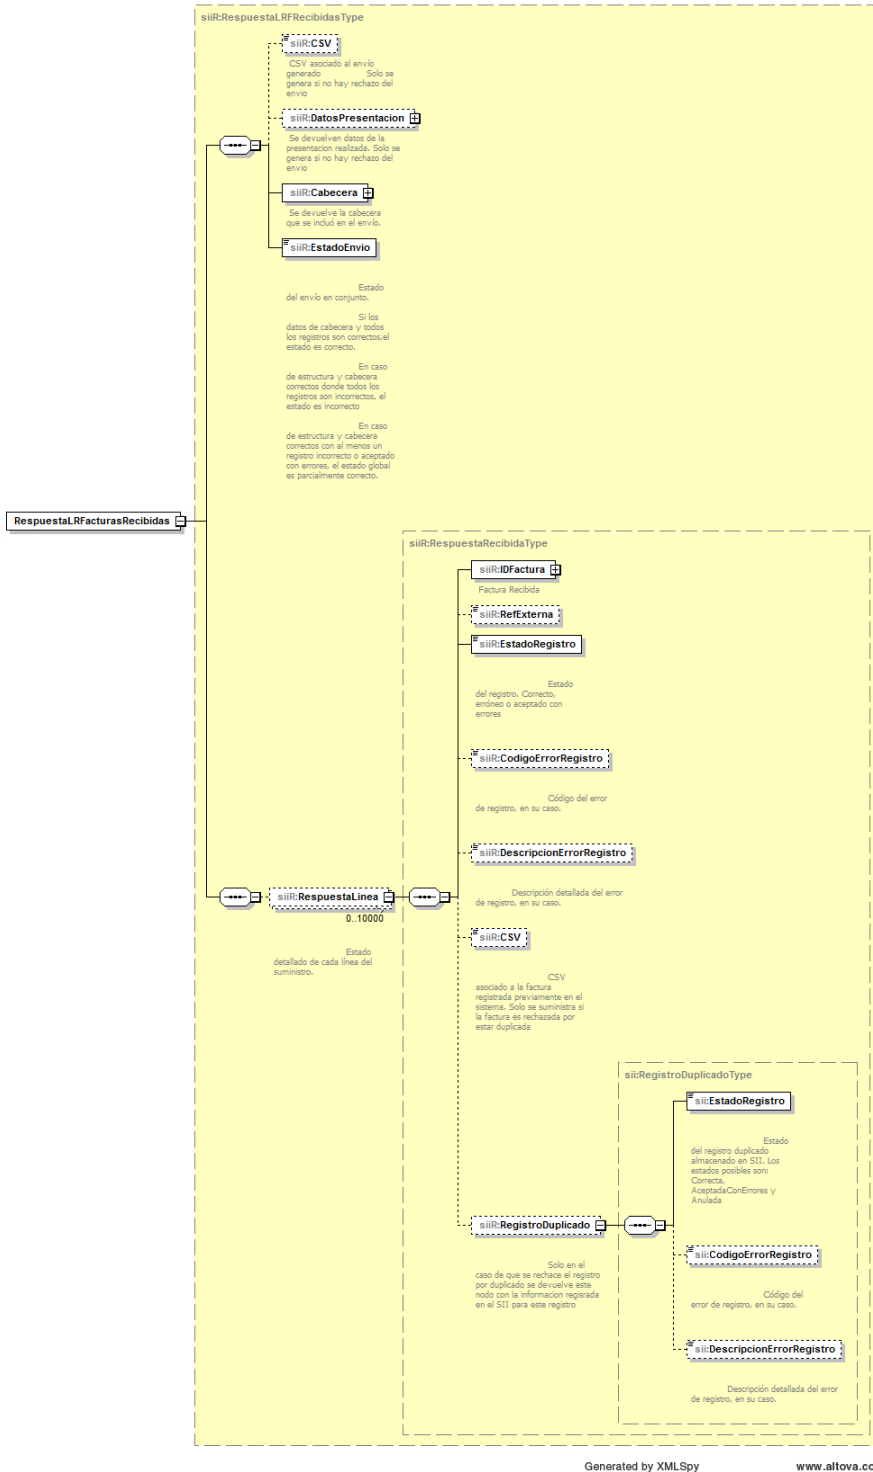 siiR:RespuestaLRFRecibidasType
siiR:CSV
CSV asociado al envío
generado Solo se
genera si no hay rechazo del
envio
siiR:DatosPresentacion
Se devuelven datos de la
presentacion realizada. Solo se
genera si no hay rechazo del
envio
siiR:Cabecera
Se devuelve la cabecera
que se incluó en el envío.
siiR:EstadoEnvio
Estado
del envío en conjunto.
Si los
datos de cabecera y todos
los registros son correctos,el
estado es correcto.
En caso
de estructura y cabecera
correctos donde todos los
registros son incorrectos, el
estado es incorrecto
En caso
de estructura y cabecera
correctos con al menos un
registro incorrecto o aceptado
con errores, el estado global
es parcialmente correcto.
RespuestaLRFacturasRecibidas
siiR:RespuestaRecibidaType
siiR:IDFactura
Factura Recibida
siiR:RefExterna
siiR:EstadoRegistro
Estado
del registro. Correcto,
erróneo o aceptado con
errores
siiR:CodigoErrorRegistro
Código del error
de registro, en su caso.
siiR:DescripcionErrorRegistro
Descripción detallada del error
de registro, en su caso.
siiR:RespuestaLinea
0..10000
Estado
detallado de cada línea del
suministro.
siiR:CSV
CSV
asociado a la factura
registrada previamente en el
sistema. Solo se suministra si
la factura es rechazada por
estar duplicada
sii:RegistroDuplicadoType
sii:EstadoRegistro
Estado
del registro duplicado
almacenado en SII. Los
estados posibles son:
Correcta,
AceptadaConErrores y
Anulada
siiR:RegistroDuplicado
Solo en el
caso de que se rechace el registro
por duplicado se devuelve este
nodo con la informacion regisrada
en el SII para este registro
sii:CodigoErrorRegistro
Código del
error de registro, en su caso.
sii:DescripcionErrorRegistro
Descripción detallada del error
de registro, en su caso.
Generated by XMLSpy
www.altova.co